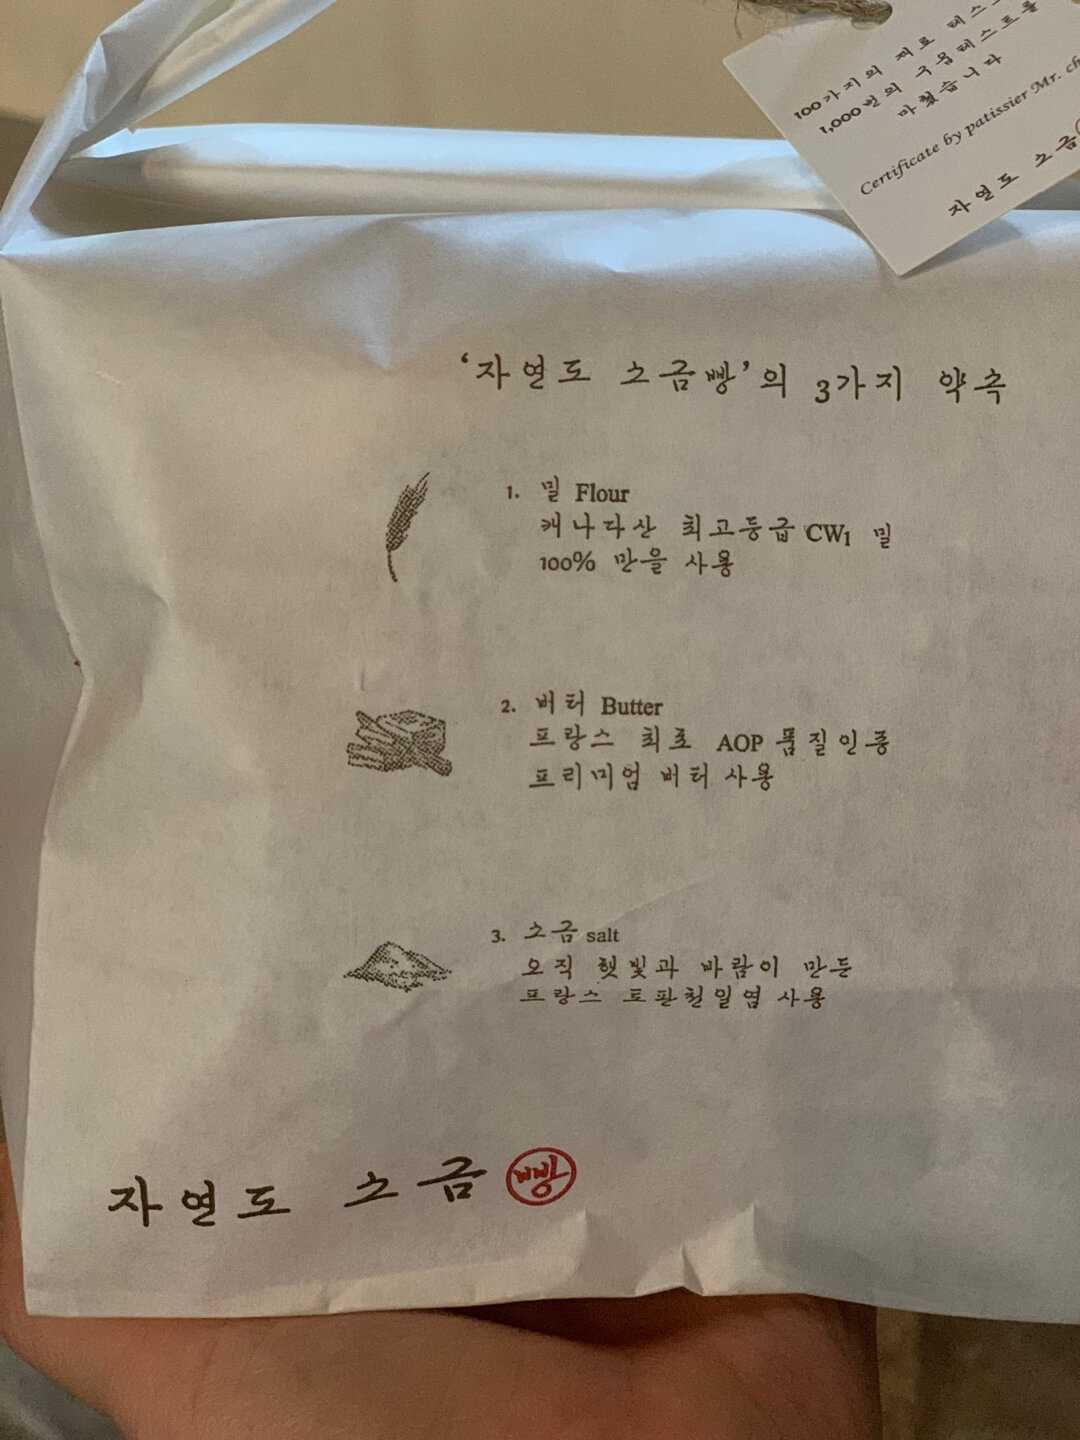 100가지의 재료 테스
1,000번의 구움테스트를
마쳤습니다
Certificate by patissier Mr. ch
자연도 소금
'자연도 소금빵'의 3가지 약속
1. 밀 Flour
캐나다산 최고등급 CW1 밀
100% 만을 사용
2. 버터 Butter
프랑스 최초 AOP 품질인증
프리미엄 버터 사용
3. 소금 salt
오직 햇빛과 바람이 만든
프랑스 토판천일염 사용
자연도 소금빵